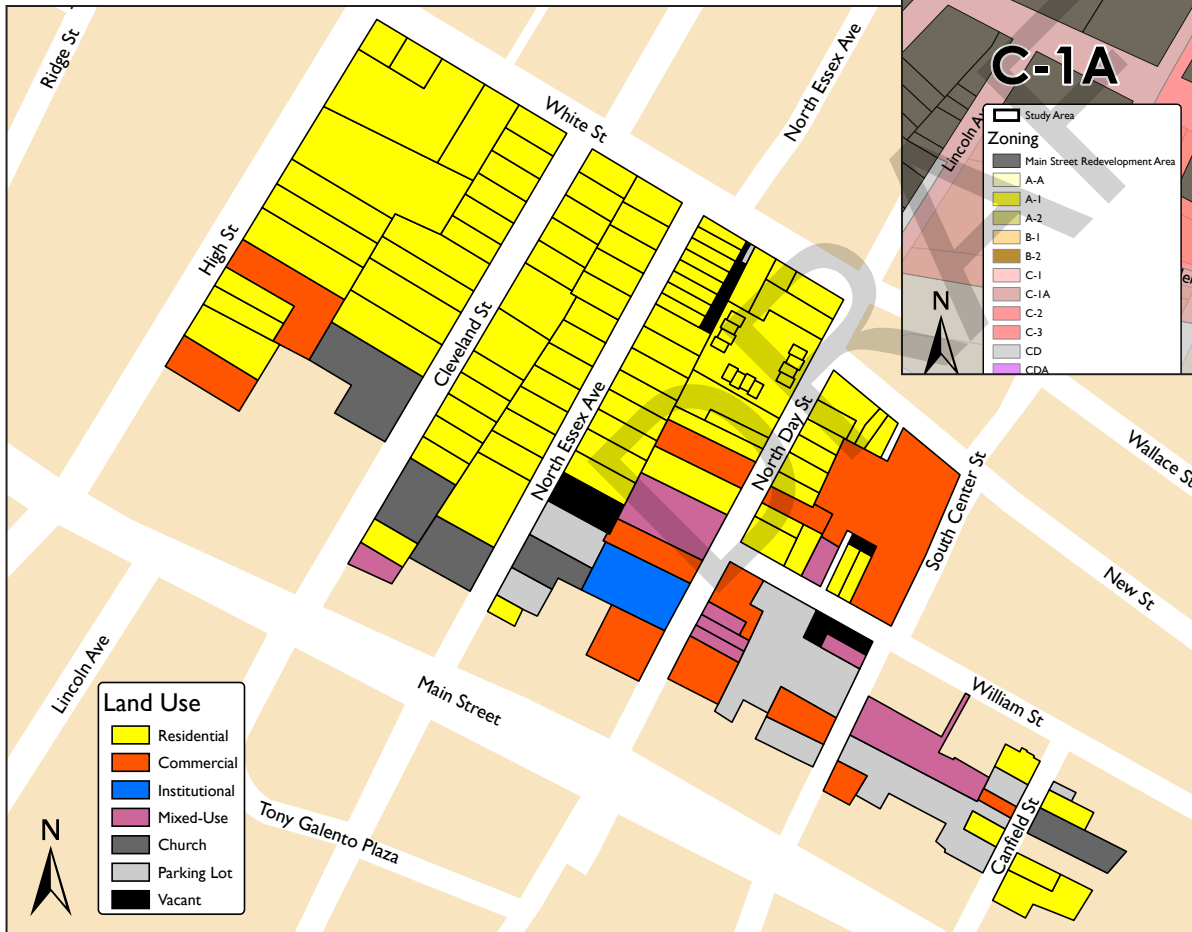 Ridge St
White St
North Essex Ave
High St
Cleveland St
North Essex Ave
North Day St
South Center St
Wallace St
New St
William St
Canfield St
Main Street
Lincoln Ave
Tony Galento Plaza
Land Use
Residential
Commercial
Institutional
Mixed-Use
Church
Parking Lot
Vacant
N
C-1A
Lincoln Av
Study Area
Zoning
Main Street Redevelopment Area
A-A
A-1
A-2
B-1
B-2
C-1
C-1A
C-2
C-3
CD
CDA
N
DRAFT